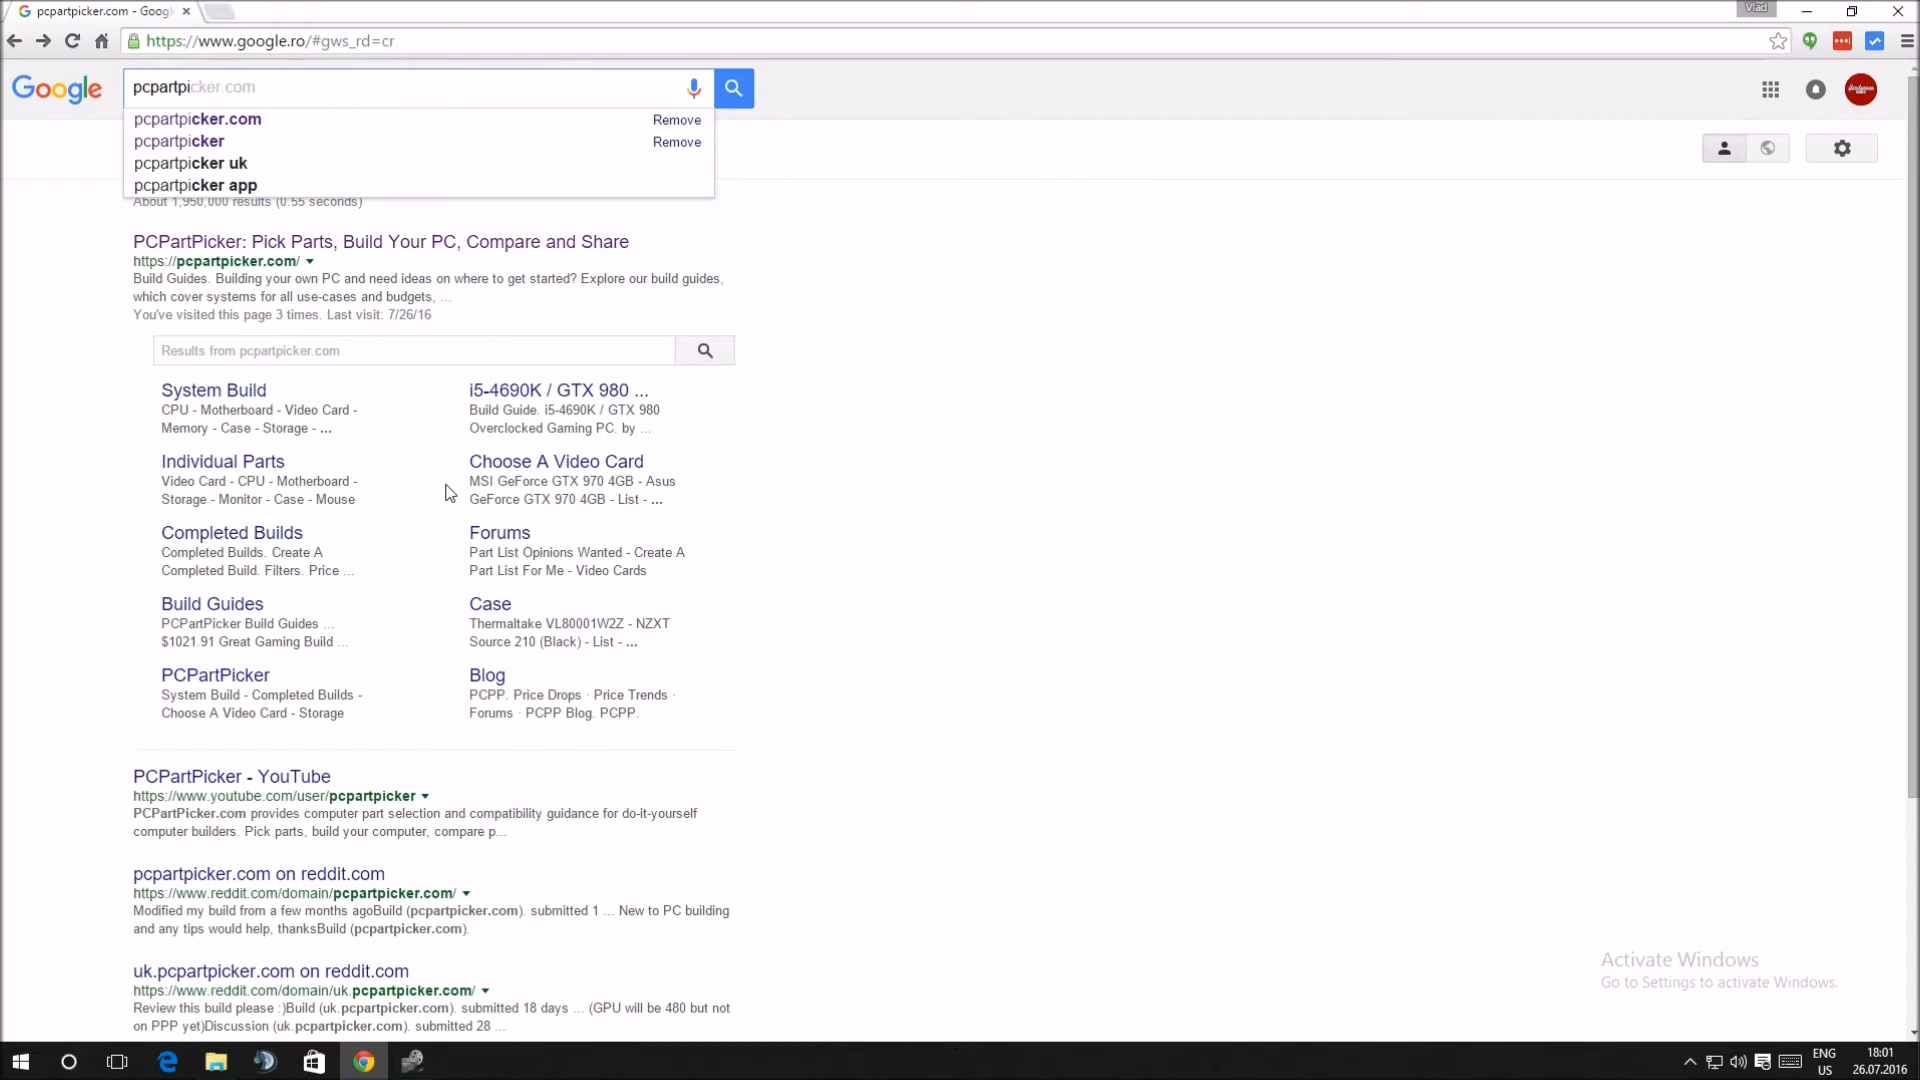 pcpartpicker.com - Googl
Vlad
https://www.google.ro/#gws_rd=cr
Google
pcpartpicker.com
pcpartpicker.com Remove
pcpartpicker Remove
pcpartpicker uk
pcpartpicker app
About 1,950,000 results (0.55 seconds)
PCPartPicker: Pick Parts, Build Your PC, Compare and Share
https://pcpartpicker.com/
Build Guides. Building your own PC and need ideas on where to get started? Explore our build guides,
which cover systems for all use-cases and budgets, ...
You've visited this page 3 times. Last visit: 7/26/16
Results from pcpartpicker.com
System Build
CPU - Motherboard - Video Card -
Memory - Case - Storage - ...
i5-4690K / GTX 980 ...
Build Guide. i5-4690K / GTX 980
Overclocked Gaming PC. by ...
Individual Parts
Video Card - CPU - Motherboard -
Storage - Monitor - Case - Mouse
Choose A Video Card
MSI GeForce GTX 970 4GB - Asus
GeForce GTX 970 4GB - List - ...
Completed Builds
Completed Builds. Create A
Completed Build. Filters. Price ...
Forums
Part List Opinions Wanted - Create A
Part List For Me - Video Cards
Build Guides
PCPartPicker Build Guides ...
$1021.91 Great Gaming Build ...
Case
Thermaltake VL80001W2Z - NZXT
Source 210 (Black) - List - ...
PCPartPicker
System Build - Completed Builds -
Choose A Video Card - Storage
Blog
PCPP. Price Drops · Price Trends ·
Forums · PCPP Blog. PCPP.
PCPartPicker - YouTube
https://www.youtube.com/user/pcpartpicker
PCPartPicker.com provides computer part selection and compatibility guidance for do-it-yourself
computer builders. Pick parts, build your computer, compare p...
pcpartpicker.com on reddit.com
https://www.reddit.com/domain/pcpartpicker.com/
Modified my build from a few months agoBuild (pcpartpicker.com). submitted 1 ... New to PC building
and any tips would help, thanksBuild (pcpartpicker.com).
uk.pcpartpicker.com on reddit.com
https://www.reddit.com/domain/uk.pcpartpicker.com/
Review this build please :)Build (uk.pcpartpicker.com). submitted 18 days ... (GPU will be 480 but not
on PPP yet)Discussion (uk.pcpartpicker.com). submitted 28 ...
Activate Windows
Go to Settings to activate Windows.
ENG
US
18:01
26.07.2016